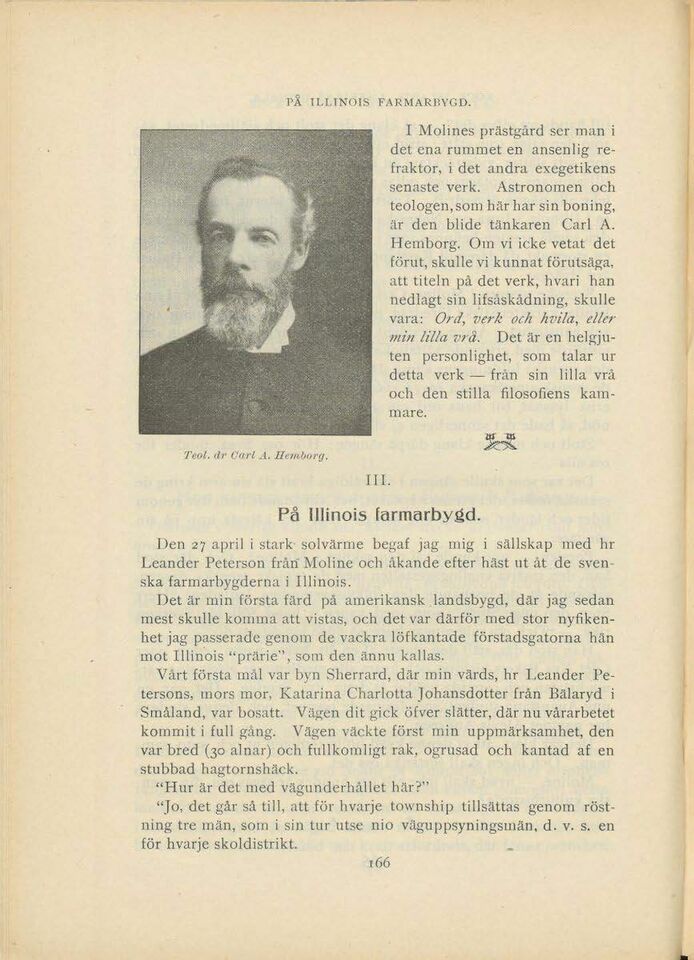 PÅ ILLINOIS FARMARBYGD.
I Molines prästgård ser man i
det ena rummet en ansenlig re-
fraktor, i det andra exegetikens
senaste verk. Astronomen och
teologen, som här har sin boning,
är den blide tänkaren Carl A.
Hemborg. Om vi icke vetat det
förut, skulle vi kunnat förutsäga,
att titeln på det verk, hvari han
nedlagt sin lifsåskådning, skulle
vara: Ord, verk och hvila, eller
min lilla vrå. Det är en helgju-
ten personlighet, som talar ur
detta verk — från sin lilla vrå
och den stilla filosofiens kam-
mare.
Teol. dr Carl A. Hemborg.
III.
På Illinois farmarbygd.
Den 27 april i stark solvärme begaf jag mig i sällskap med hr
Leander Peterson från Moline och åkande efter häst ut åt de sven-
ska farmarbygderna i Illinois.
Det är min första färd på amerikansk landsbygd, där jag sedan
mest skulle komma att vistas, och det var därför med stor nyfiken-
het jag passerade genom de vackra löfkantade förstadsgatorna hän
mot Illinois “prärie”, som den ännu kallas.
Vårt första mål var byn Sherrard, där min värds, hr Leander Pe-
tersons, mors mor, Katarina Charlotta Johansdotter från Bälaryd i
Småland, var bosatt. Vägen dit gick öfver slätter, där nu vårarbetet
kommit i full gång. Vägen väckte först min uppmärksamhet, den
var bred (30 alnar) och fullkomligt rak, ogrusad och kantad af en
stubbad hagtornshäck.
“Hur är det med vägunderhållet här?”
“Jo, det går så till, att för hvarje township tillsättas genom röst-
ning tre män, som i sin tur utse nio väguppsyningsmän, d. v. s. en
för hvarje skoldistrikt.
166